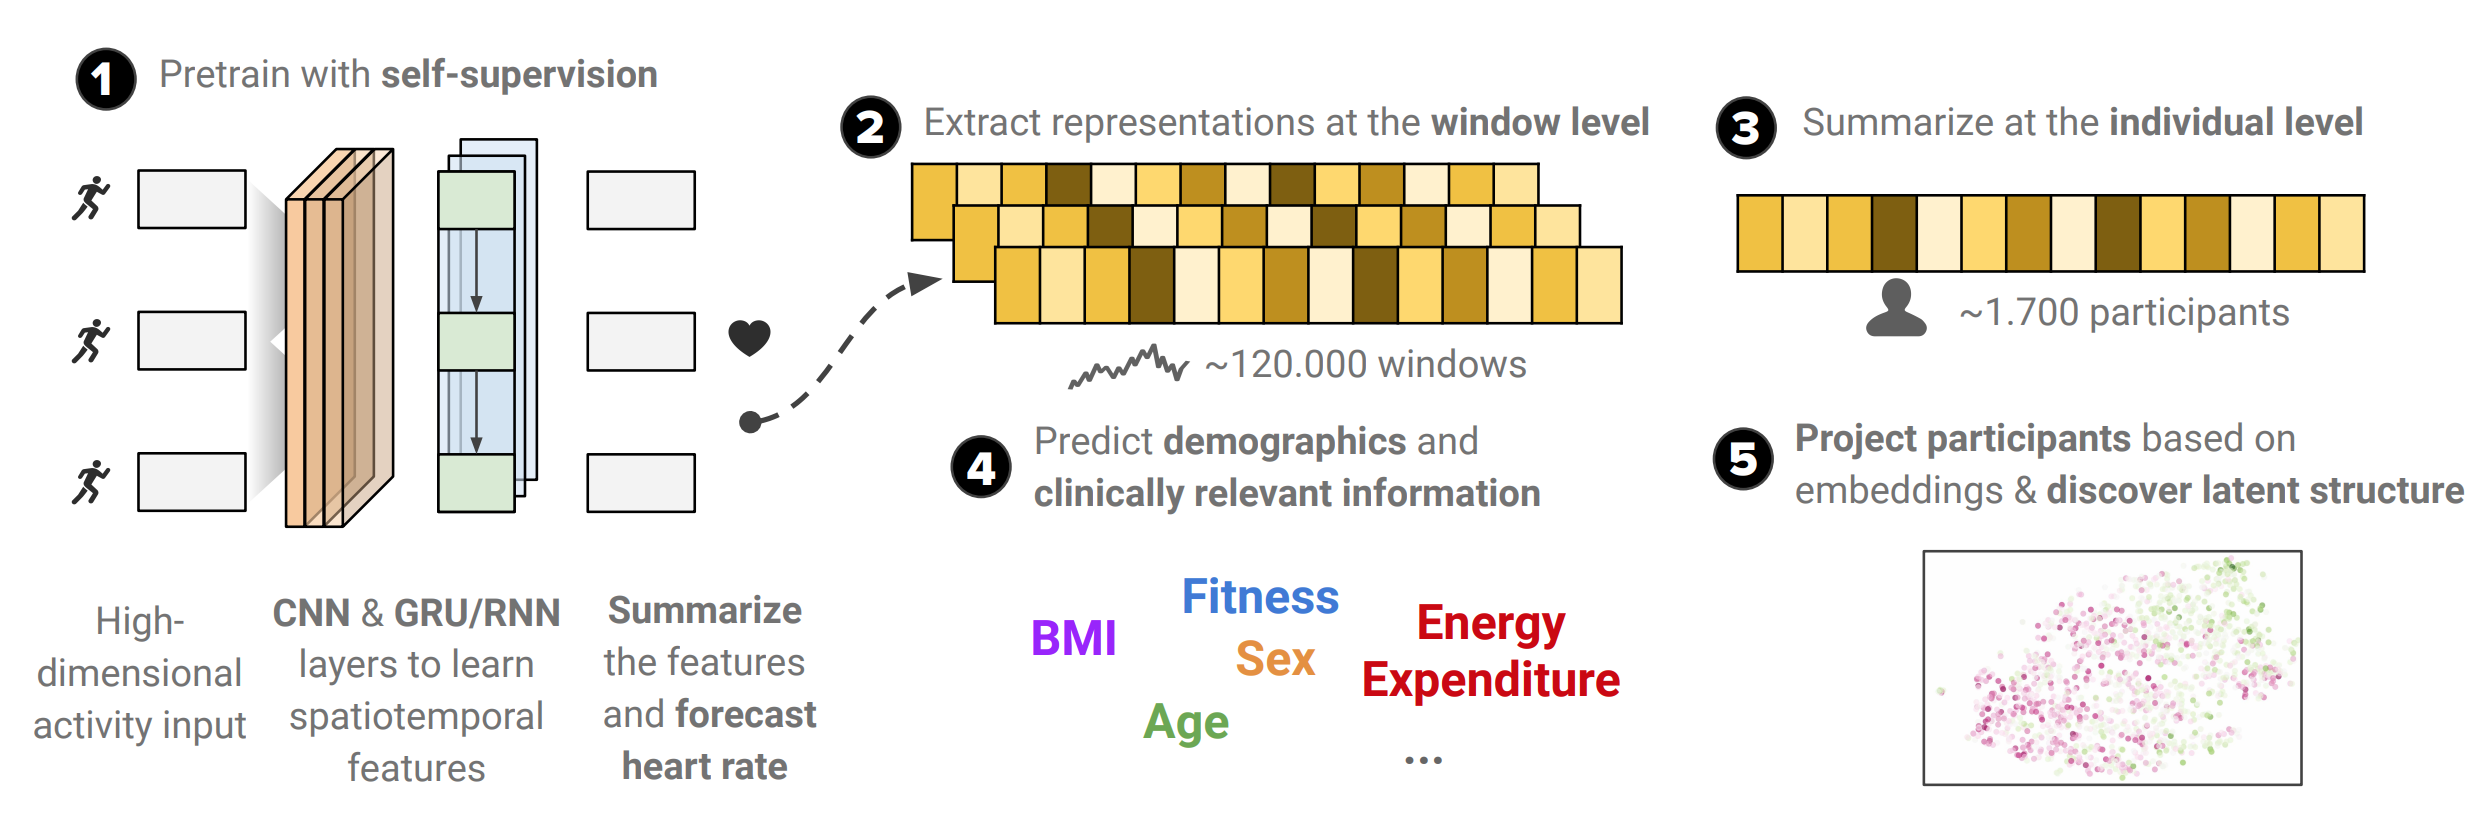 1 Pretrain with self-supervision
High-
dimensional
activity input
CNN & GRU/RNN
layers to learn
spatiotemporal
features
Summarize
the features
and forecast
heart rate
2 Extract representations at the window level
~120.000 windows
3 Summarize at the individual level
~1.700 participants
4 Predict demographics and
clinically relevant information
Fitness
BMI
Sex
Energy
Expenditure
Age
...
5 Project participants based on
embeddings & discover latent structure